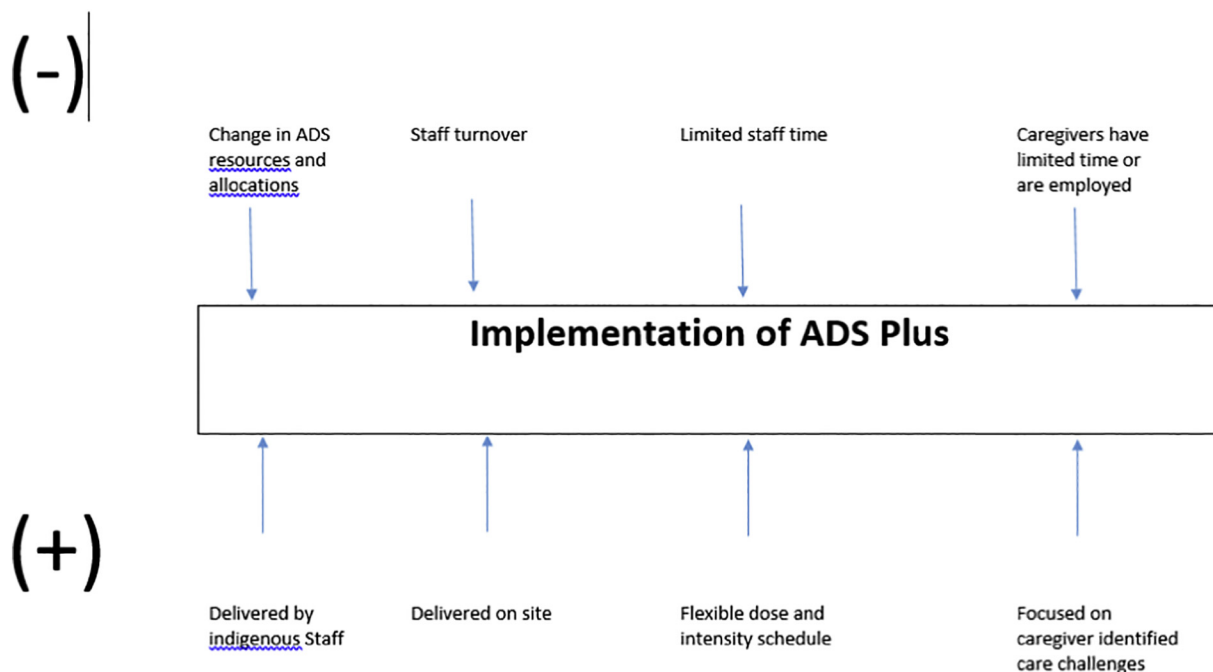 (-)
Change in ADS
resources and
allocations
Staff turnover
Limited staff time
Caregivers have
limited time or
are employed
Implementation of ADS Plus
(+)
Delivered by
indigenous Staff
Delivered on site
Flexible dose and
intensity schedule
Focused on
caregiver identified
care challenges